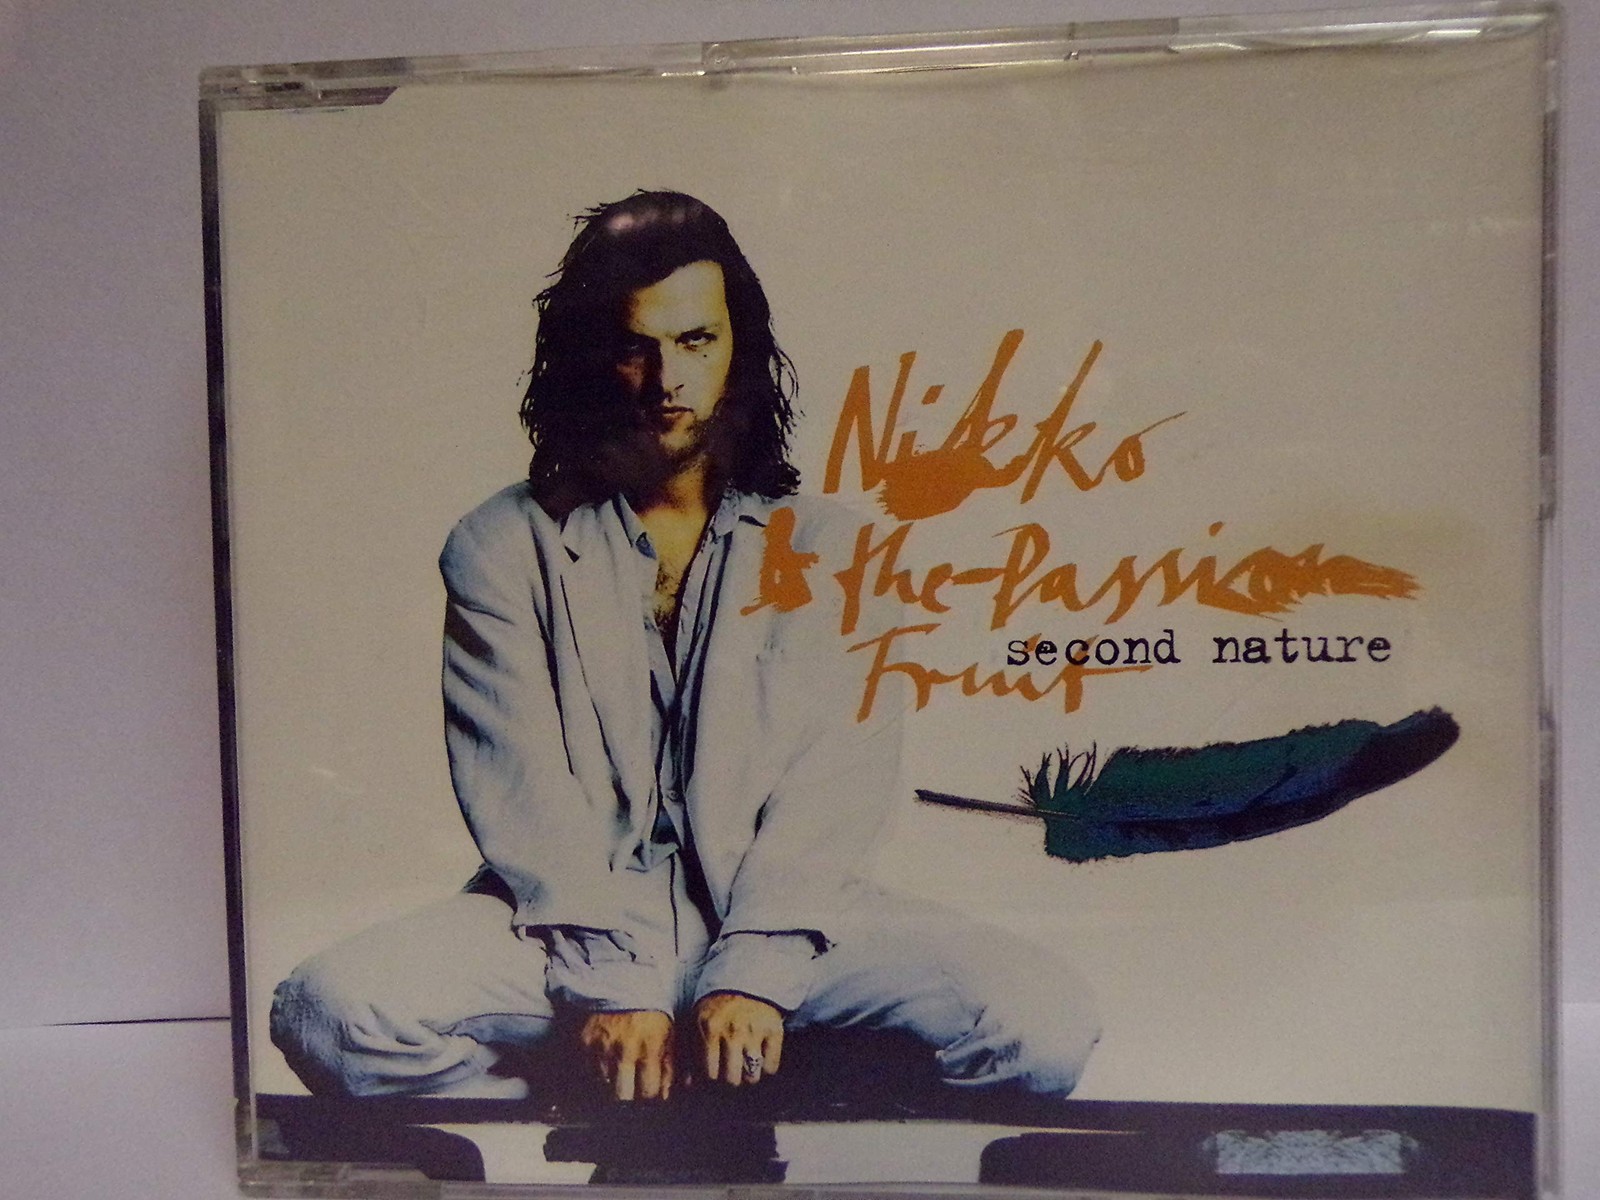 Nikko
& the Passion
Fruit
second nature